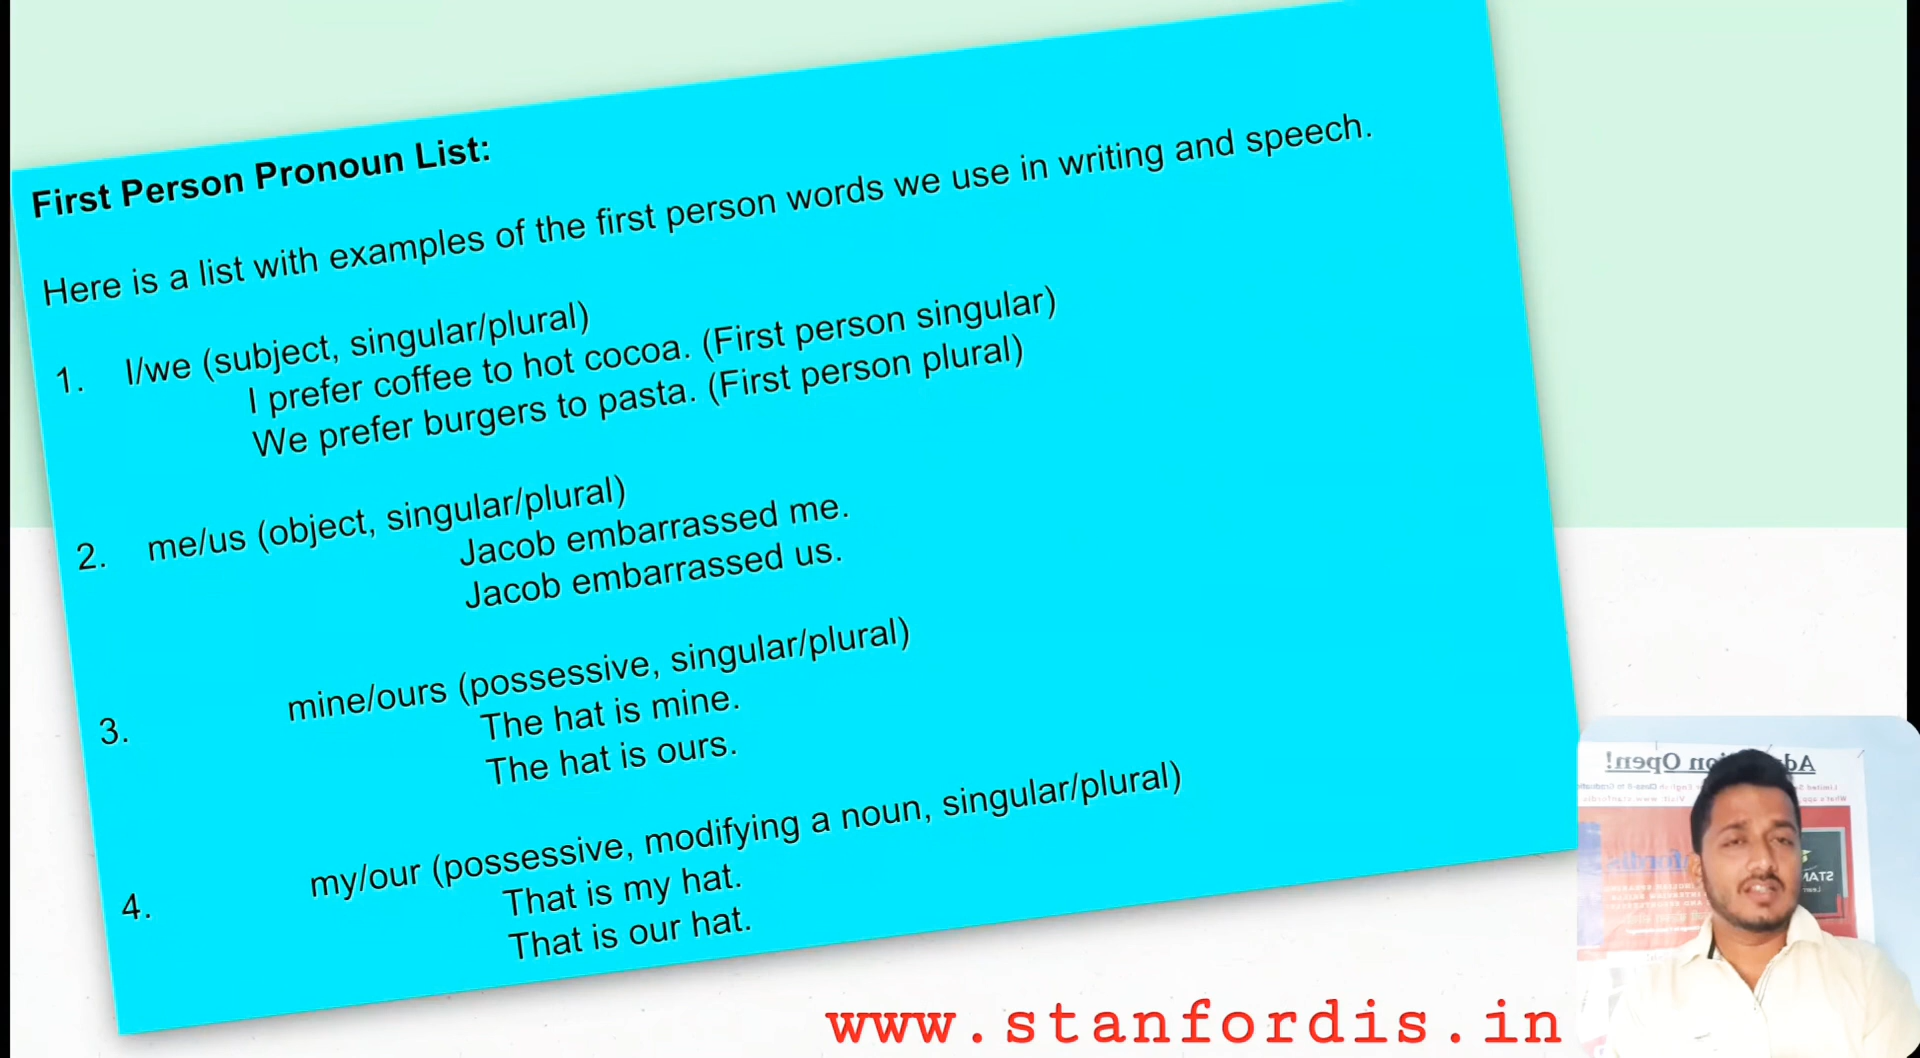 First Person Pronoun List:
Here is a list with examples of the first person words we use in writing and speech.
1. I/we (subject, singular/plural)
I prefer coffee to hot cocoa. (First person singular)
We prefer burgers to pasta. (First person plural)
2. me/us (object, singular/plural)
Jacob embarrassed me.
Jacob embarrassed us.
3. mine/ours (possessive, singular/plural)
The hat is mine.
The hat is ours.
4. my/our (possessive, modifying a noun, singular/plural)
That is my hat.
That is our hat.
www.stanfordis.in
Open!